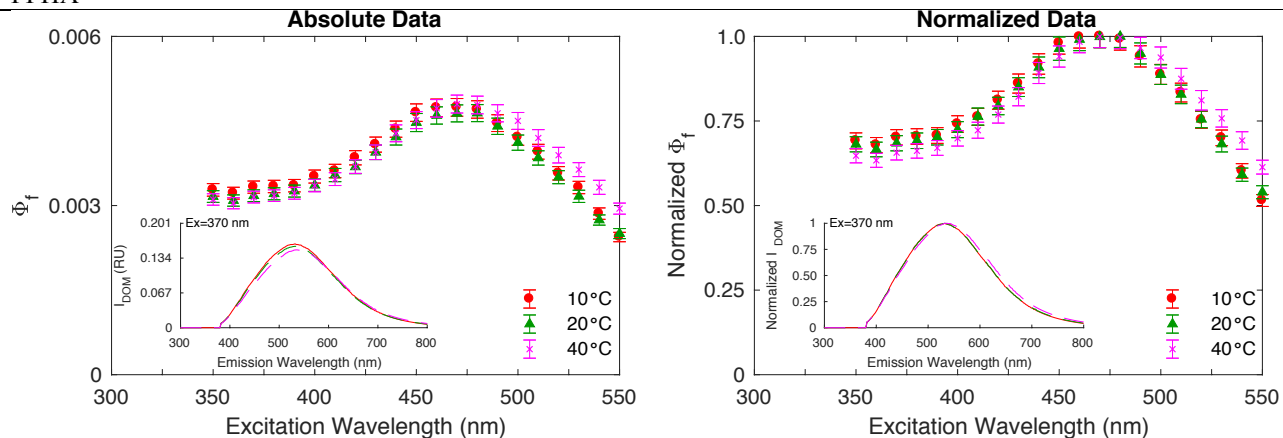 Absolute Data
0.006
0.003
0
Φf
300 350 400 450 500 550
Excitation Wavelength (nm)
Ex=370 nm
0.201
0.134
0.067
0
I DOM (RU)
300 400 500 600 700 800
Emission Wavelength (nm)
10°C
20°C
40°C
Normalized Data
1.0
0.75
0.50
0.25
0
Normalized Φf
300 350 400 450 500 550
Excitation Wavelength (nm)
Ex=370 nm
1
0.75
0.50
0.25
0
Normalized I DOM
300 400 500 600 700 800
Emission Wavelength (nm)
10°C
20°C
40°C